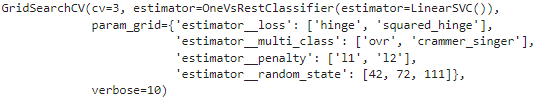 GridSearchCV(cv=3, estimator=OneVsRestClassifier(estimator=LinearSVC()),
param_grid={'estimator__loss': ['hinge', 'squared_hinge'],
'estimator__multi_class': ['ovr', 'crammer_singer'],
'estimator__penalty': ['l1', 'l2'],
'estimator__random_state': [42, 72, 111]},
verbose=10)